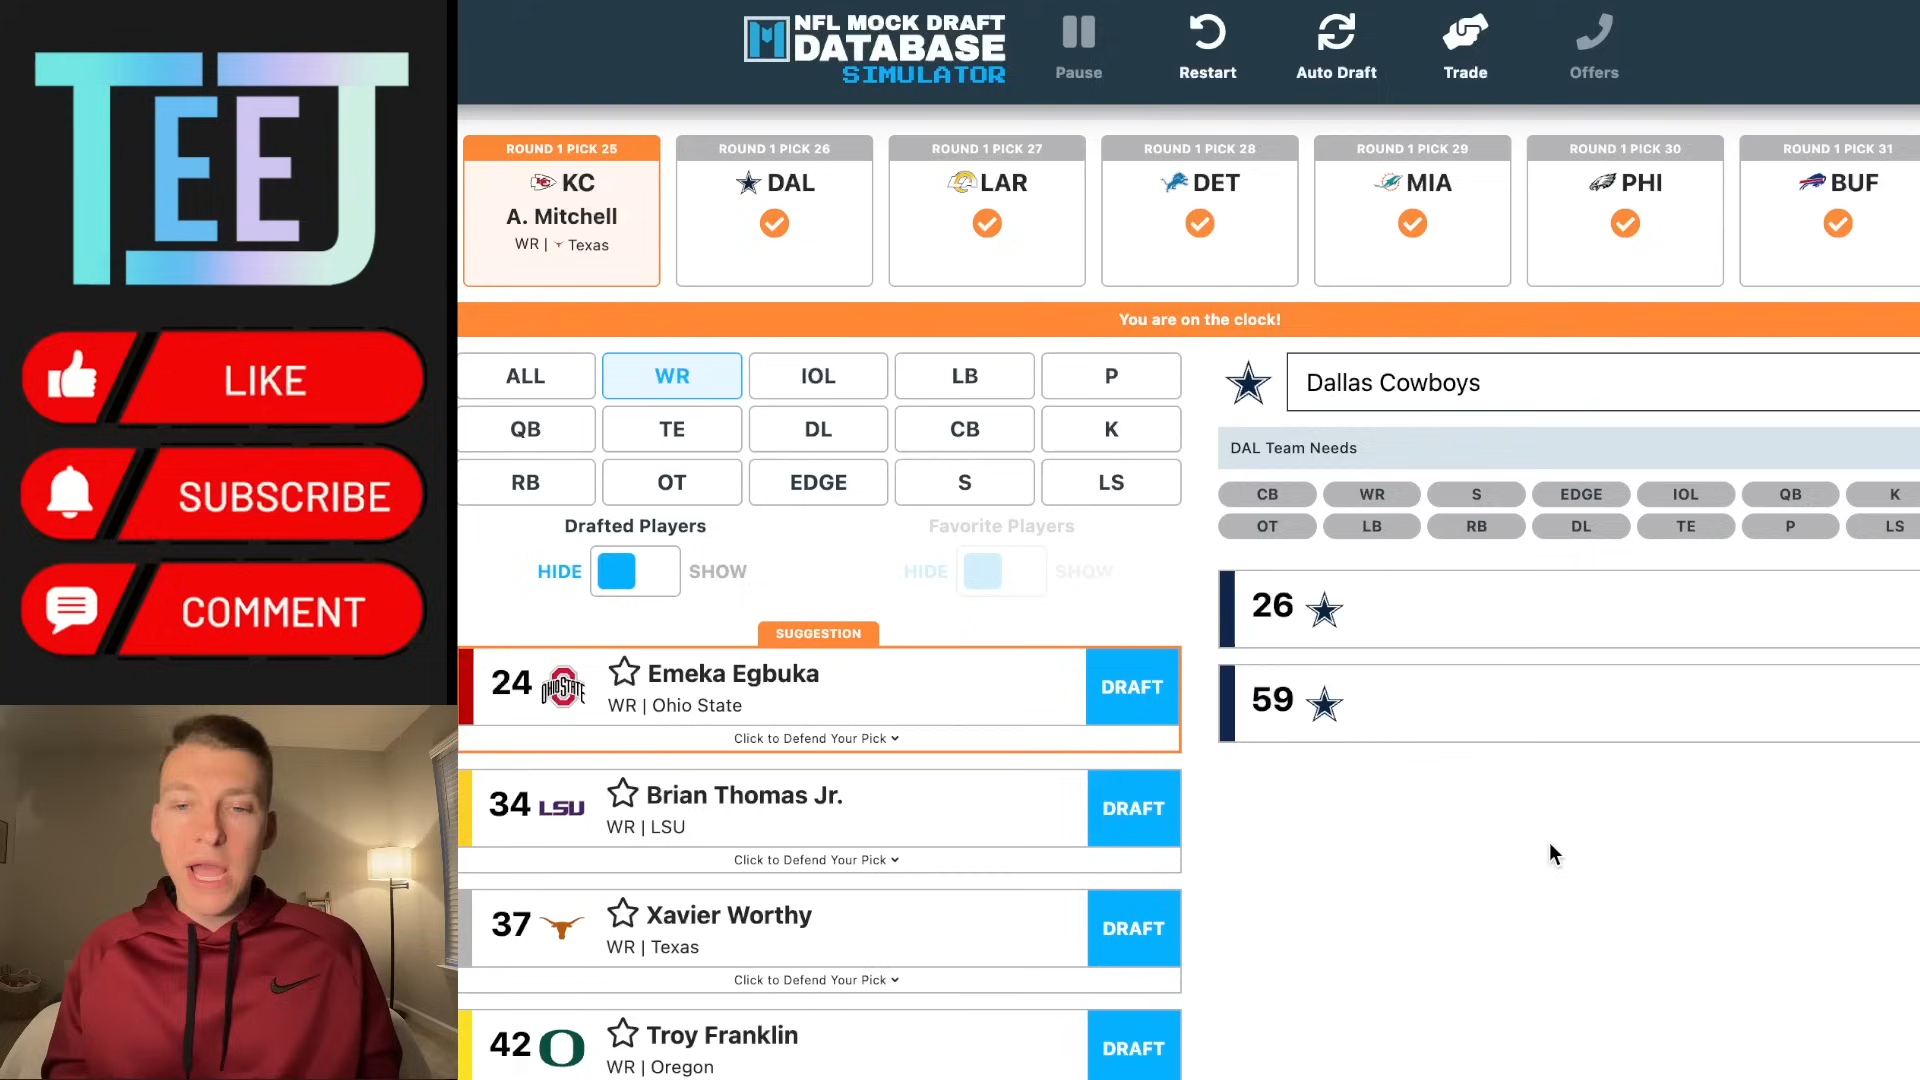 TEEJ
LIKE
SUBSCRIBE
COMMENT
NFL MOCK DRAFT
DATABASE
SIMULATOR
Pause
Restart
Auto Draft
Trade
Offers
ROUND 1 PICK 25
KC
A. Mitchell
WR | Texas
ROUND 1 PICK 26
DAL
ROUND 1 PICK 27
LAR
ROUND 1 PICK 28
DET
ROUND 1 PICK 29
MIA
ROUND 1 PICK 30
PHI
ROUND 1 PICK 31
BUF
You are on the clock!
ALL WR IOL LB P
QB TE DL CB K
RB OT EDGE S LS
Drafted Players
HIDE SHOW
Favorite Players
HIDE SHOW
SUGGESTION
24 OHIO STATE Emeka Egbuka
WR | Ohio State
DRAFT
Click to Defend Your Pick
34 LSU Brian Thomas Jr.
WR | LSU
DRAFT
Click to Defend Your Pick
37 Xavier Worthy
WR | Texas
DRAFT
Click to Defend Your Pick
42 Troy Franklin
WR | Oregon
DRAFT
Dallas Cowboys
DAL Team Needs
CB WR S EDGE IOL QB K
OT LB RB DL TE P LS
26
59